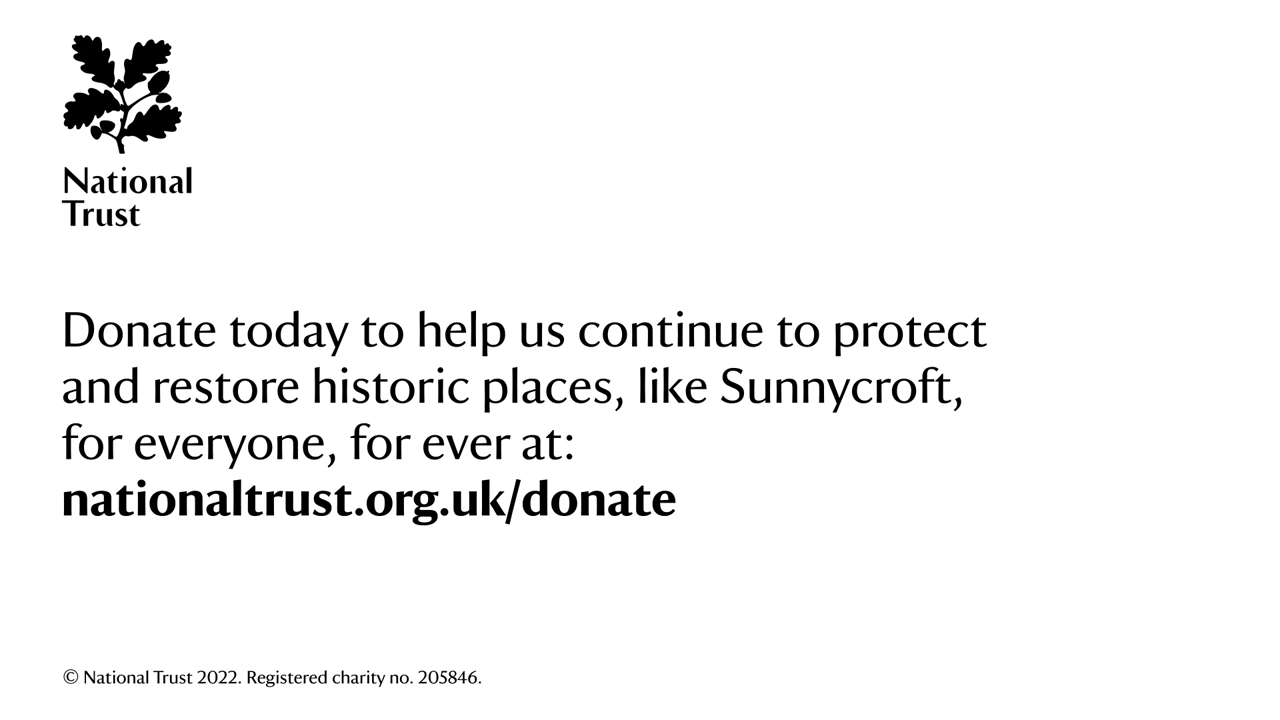 National
Trust
Donate today to help us continue to protect
and restore historic places, like Sunnycroft,
for everyone, for ever at:
nationaltrust.org.uk/donate
© National Trust 2022. Registered charity no. 205846.